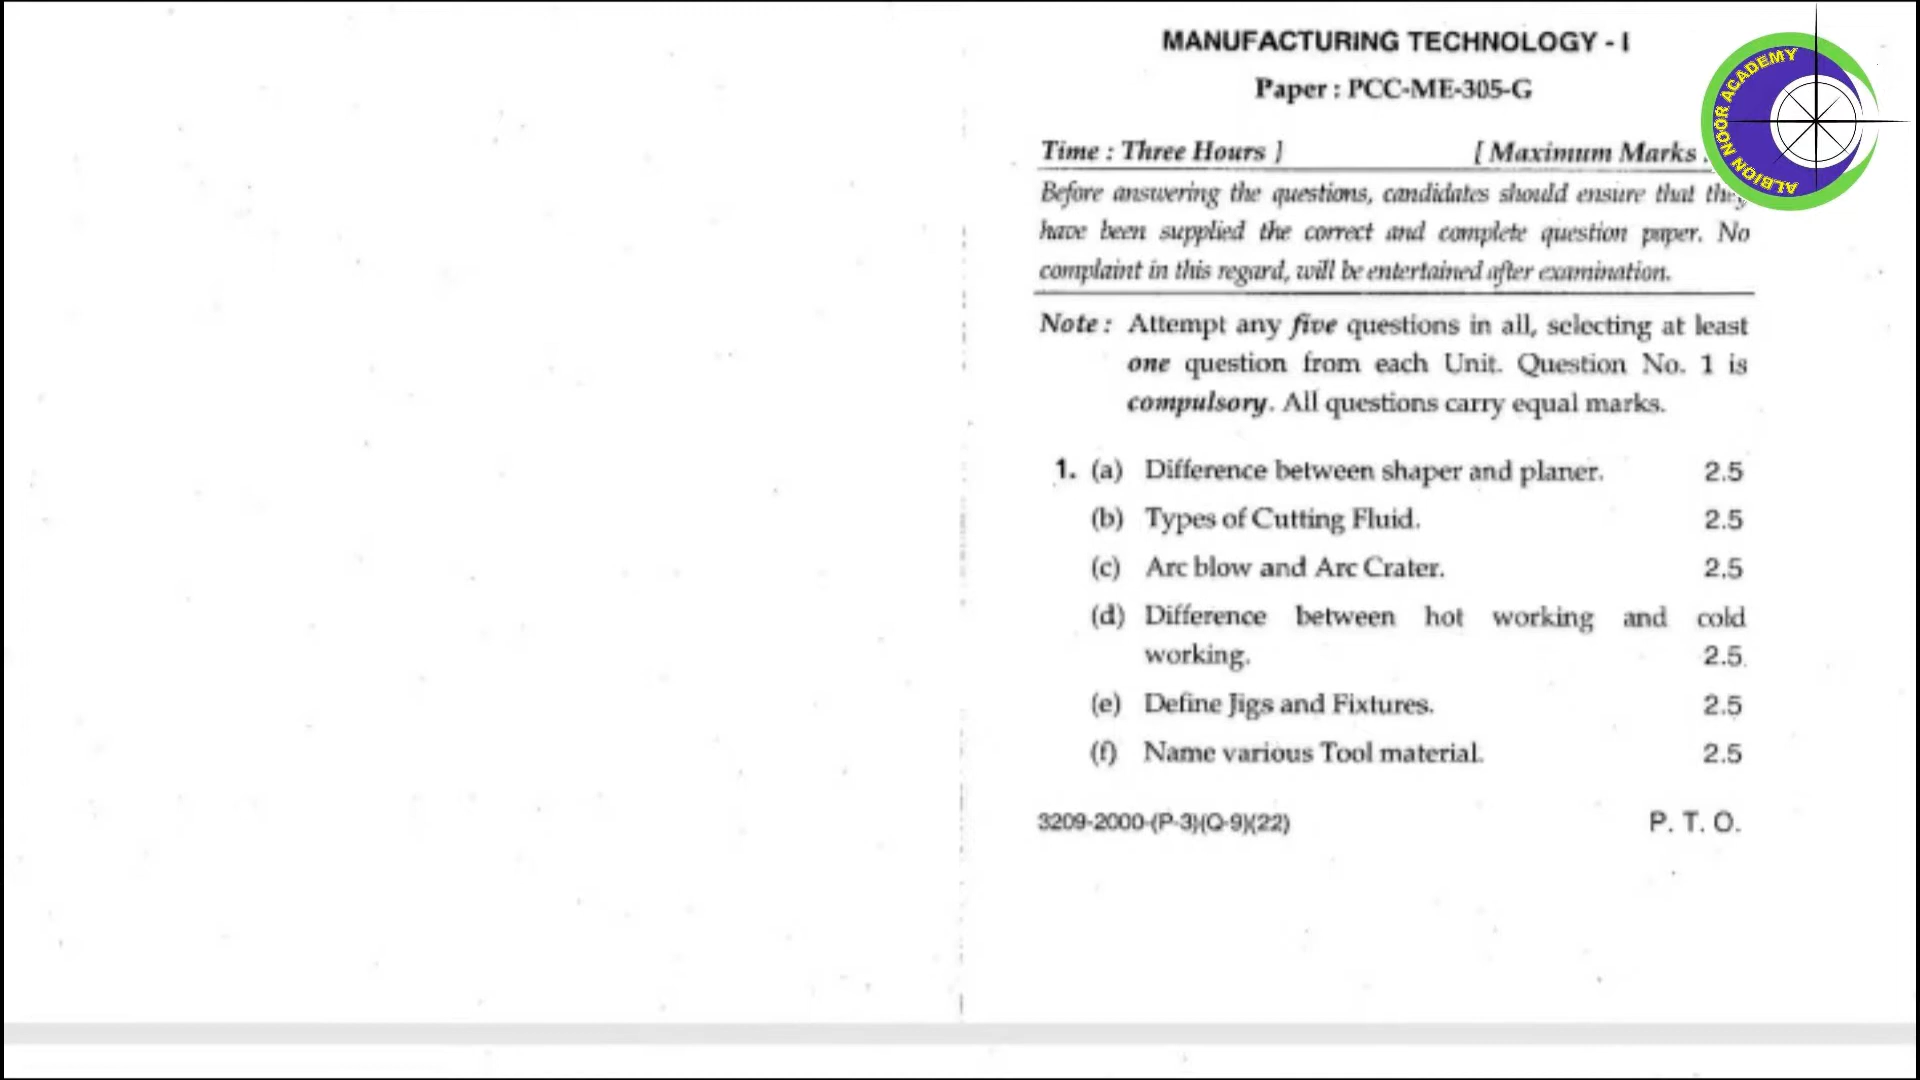 MANUFACTURING TECHNOLOGY - I
Paper : PCC-ME-305-G
Time : Three Hours ] [ Maximum Marks :
Before answering the questions, candidates should ensure that they
have been supplied the correct and complete question paper. No
complaint in this regard, will be entertained after examination.
Note : Attempt any five questions in all, selecting at least
one question from each Unit. Question No. 1 is
compulsory. All questions carry equal marks.
1. (a) Difference between shaper and planer. 2.5
(b) Types of Cutting Fluid. 2.5
(c) Arc blow and Arc Crater. 2.5
(d) Difference between hot working and cold
working. 2.5
(e) Define Jigs and Fixtures. 2.5
(f) Name various Tool material. 2.5
3209-2000-(P-3)(Q-9)(22) P. T. O.
ALBION NOOR ACADEMY